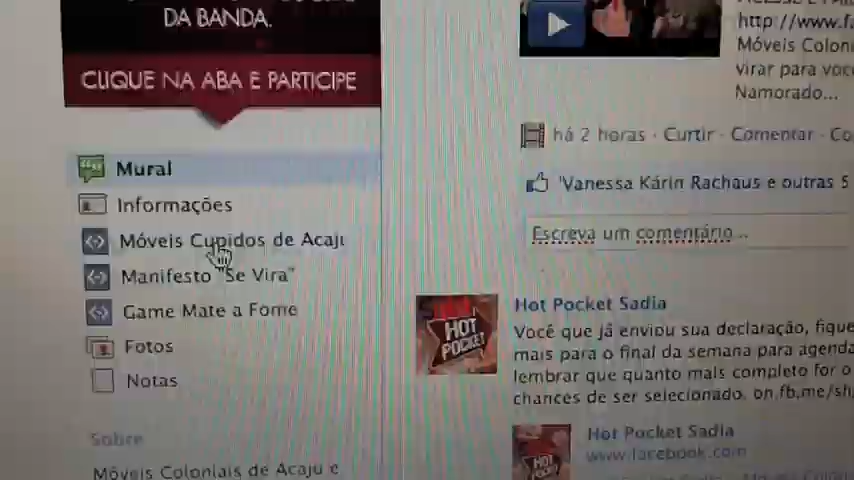 DA BANDA.
CLIQUE NA ABA E PARTICIPE
Mural
Informações
Móveis Cupidos de Acaju
Manifesto "Se Vira"
Game Mate a Fome
Fotos
Notas
Sobre
Móveis Coloniais de Acaju e
http://www.fa
Móveis Coloni
virar para você
Namorado...
há 2 horas · Curtir · Comentar · Co
Vanessa Kárin Rachaus e outras 5
Escreva um comentário...
Hot Pocket Sadia
HOT
POCKET
Você que já enviou sua declaração, fique
mais para o final da semana para agenda
lembrar que quanto mais completo for o
chances de ser selecionado. on.fb.me/sh
Hot Pocket Sadia
www.facebook.com
HOT